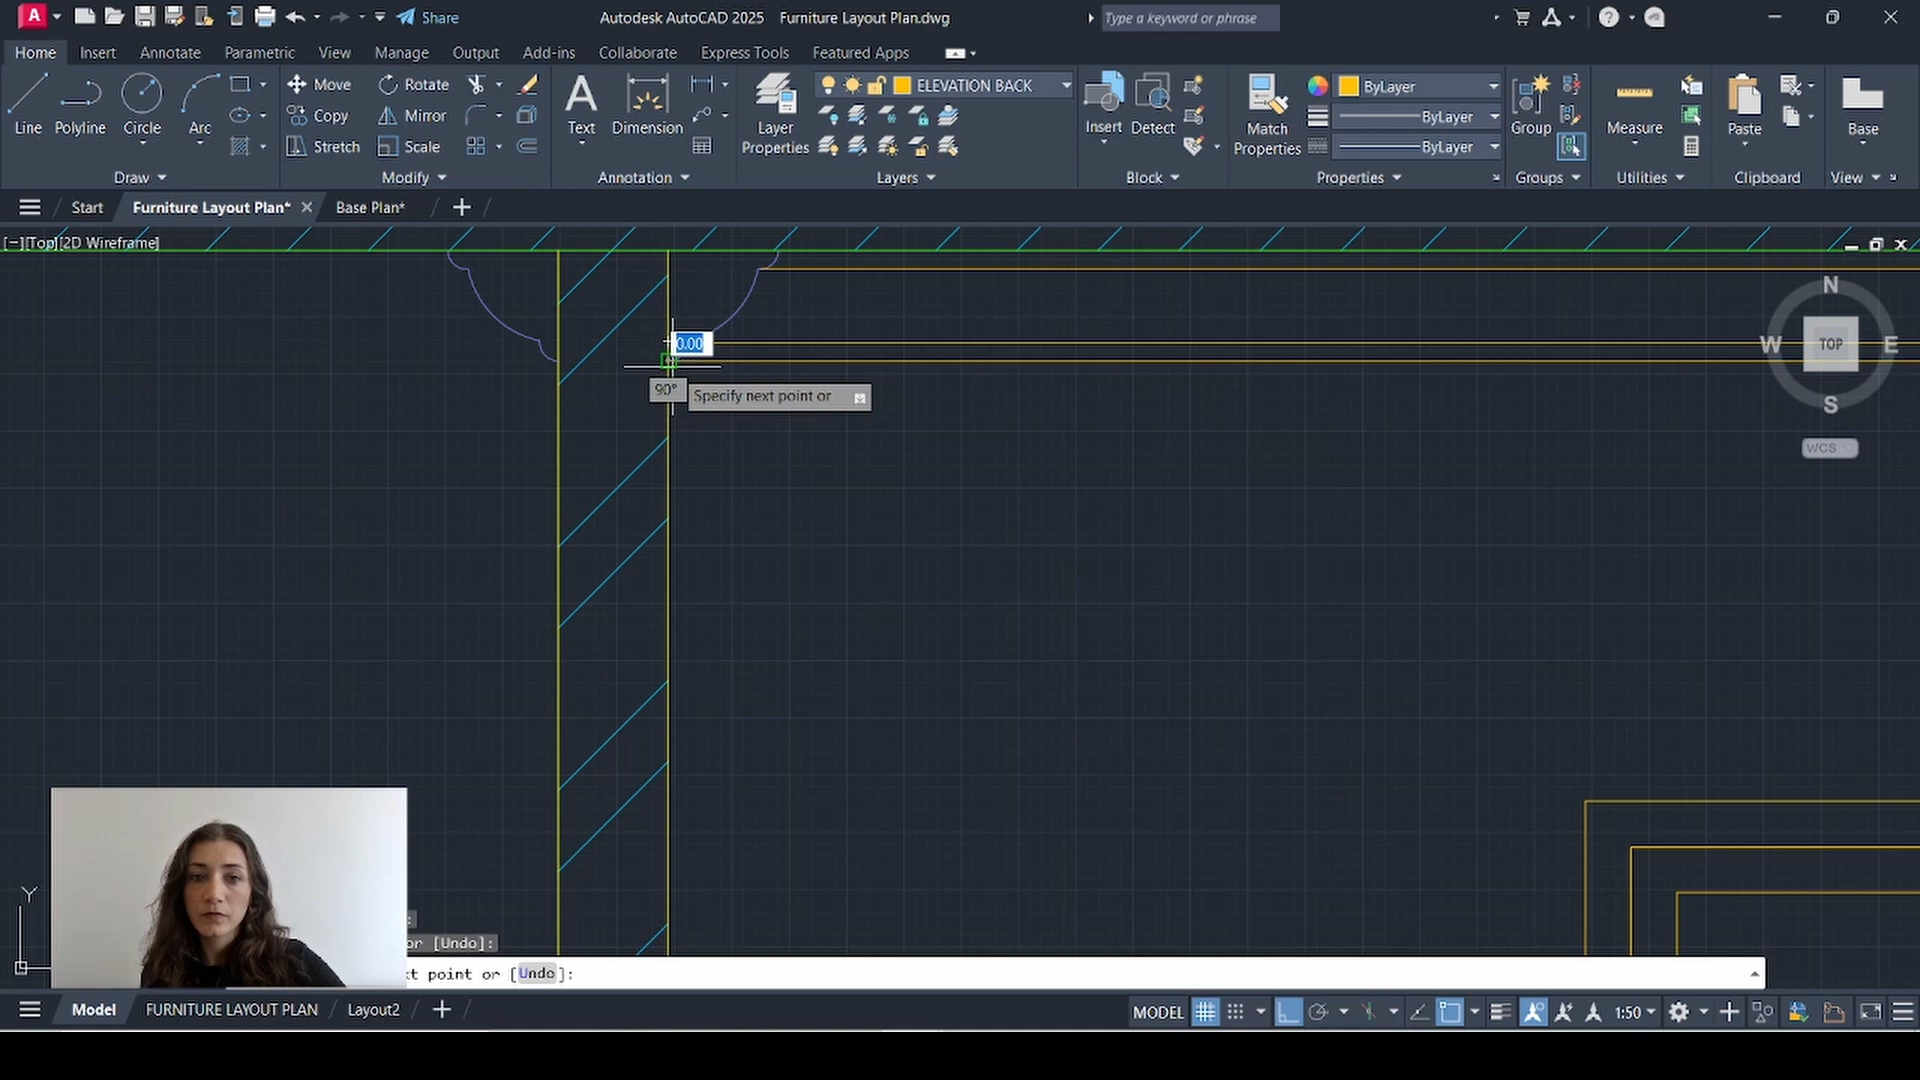 A Share Autodesk AutoCAD 2025 Furniture Layout Plan.dwg Type a keyword or phrase
Home Insert Annotate Parametric View Manage Output Add-ins Collaborate Express Tools Featured Apps
Line Polyline Circle Arc
Move Rotate
Copy Mirror
Stretch Scale
A Text Dimension
Layer Properties
ELEVATION BACK
Insert Detect
Match Properties
ByLayer
ByLayer
ByLayer
Group Measure Paste Base
Draw Modify Annotation Layers Block Properties Groups Utilities Clipboard View
Start Furniture Layout Plan* Base Plan*
[−][Top][2D Wireframe]
N
W TOP E
S
WCS
0.00
90° Specify next point or
Y
:
or [Undo]:
xt point or [Undo]:
Model FURNITURE LAYOUT PLAN Layout2 MODEL 1:50